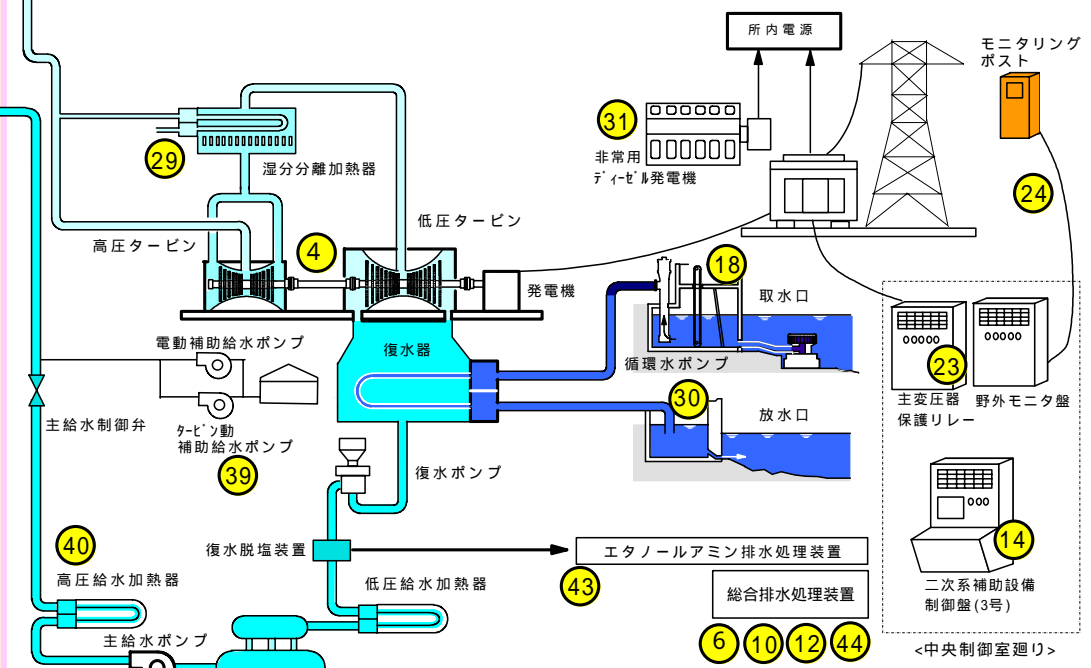 所内電源
モニタリング
ポスト
31
非常用
ディーゼル発電機
24
29
湿分分離加熱器
高圧タービン
4
低圧タービン
発電機
18
取水口
循環水ポンプ
復水器
電動補助給水ポンプ
主給水制御弁
タービン動
補助給水ポンプ
39
30
放水口
23
主変圧器
保護リレー
野外モニタ盤
復水ポンプ
復水脱塩装置
エタノールアミン排水処理装置
43
総合排水処理装置
6
10
12
44
14
二次系補助設備
制御盤(3号)
<中央制御室廻り>
40
高圧給水加熱器
低圧給水加熱器
主給水ポンプ